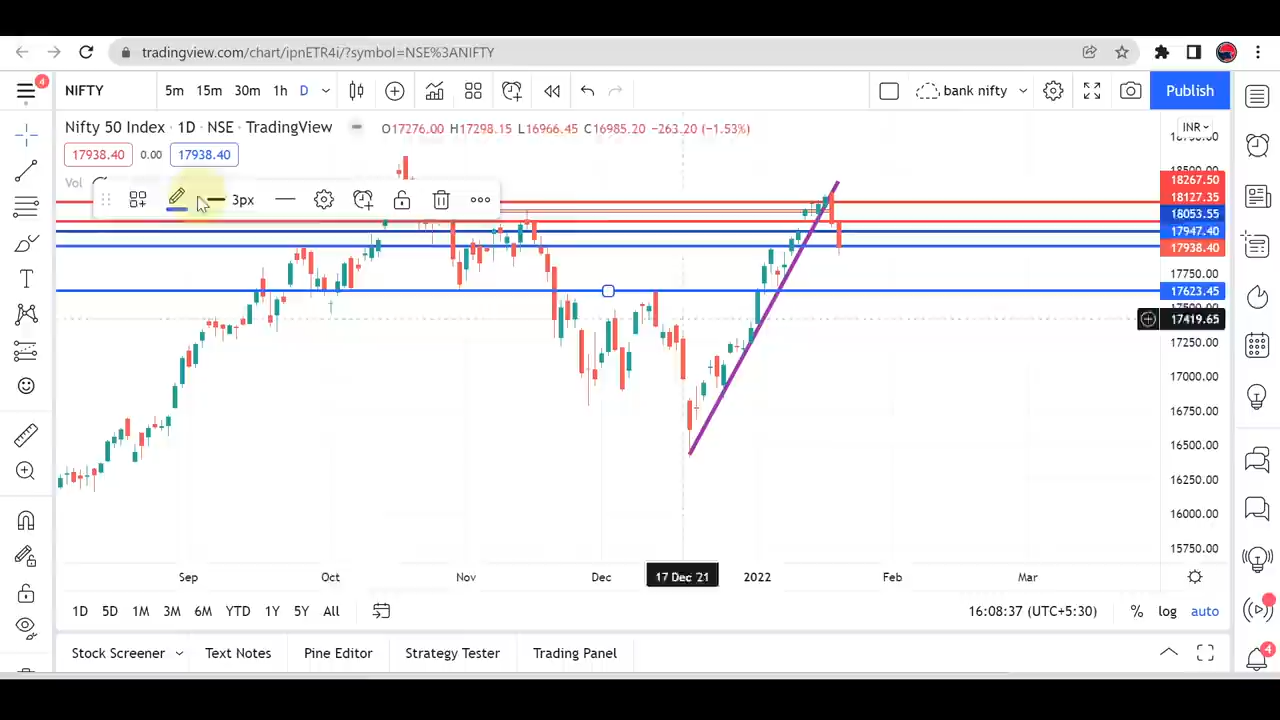 tradingview.com/chart/ipnETR4i/?symbol=NSE%3ANIFTY
4
NIFTY
5m 15m 30m 1h D
bank nifty
Publish
Nifty 50 Index · 1D · NSE · TradingView
O17276.00 H17298.15 L16966.45 C16985.20 −263.20 (−1.53%)
INR
17938.40 0.00 17938.40
Vol
3px
18267.50
18127.35
18053.55
17947.40
17938.40
17750.00
17623.45
17419.65
17250.00
17000.00
16750.00
16500.00
16250.00
16000.00
15750.00
Sep Oct Nov Dec 17 Dec '21 2022 Feb Mar
1D 5D 1M 3M 6M YTD 1Y 5Y All
16:08:37 (UTC+5:30) % log auto
Stock Screener Text Notes Pine Editor Strategy Tester Trading Panel
4